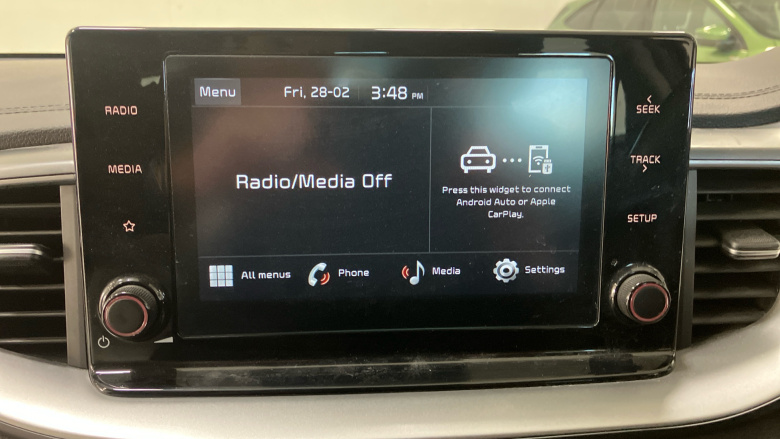 Menu
Fri, 28-02
3:48 PM
RADIO
MEDIA
Radio/Media Off
Press this widget to connect
Android Auto or Apple
CarPlay.
All menus
Phone
Media
Settings
SEEK
TRACK
SETUP